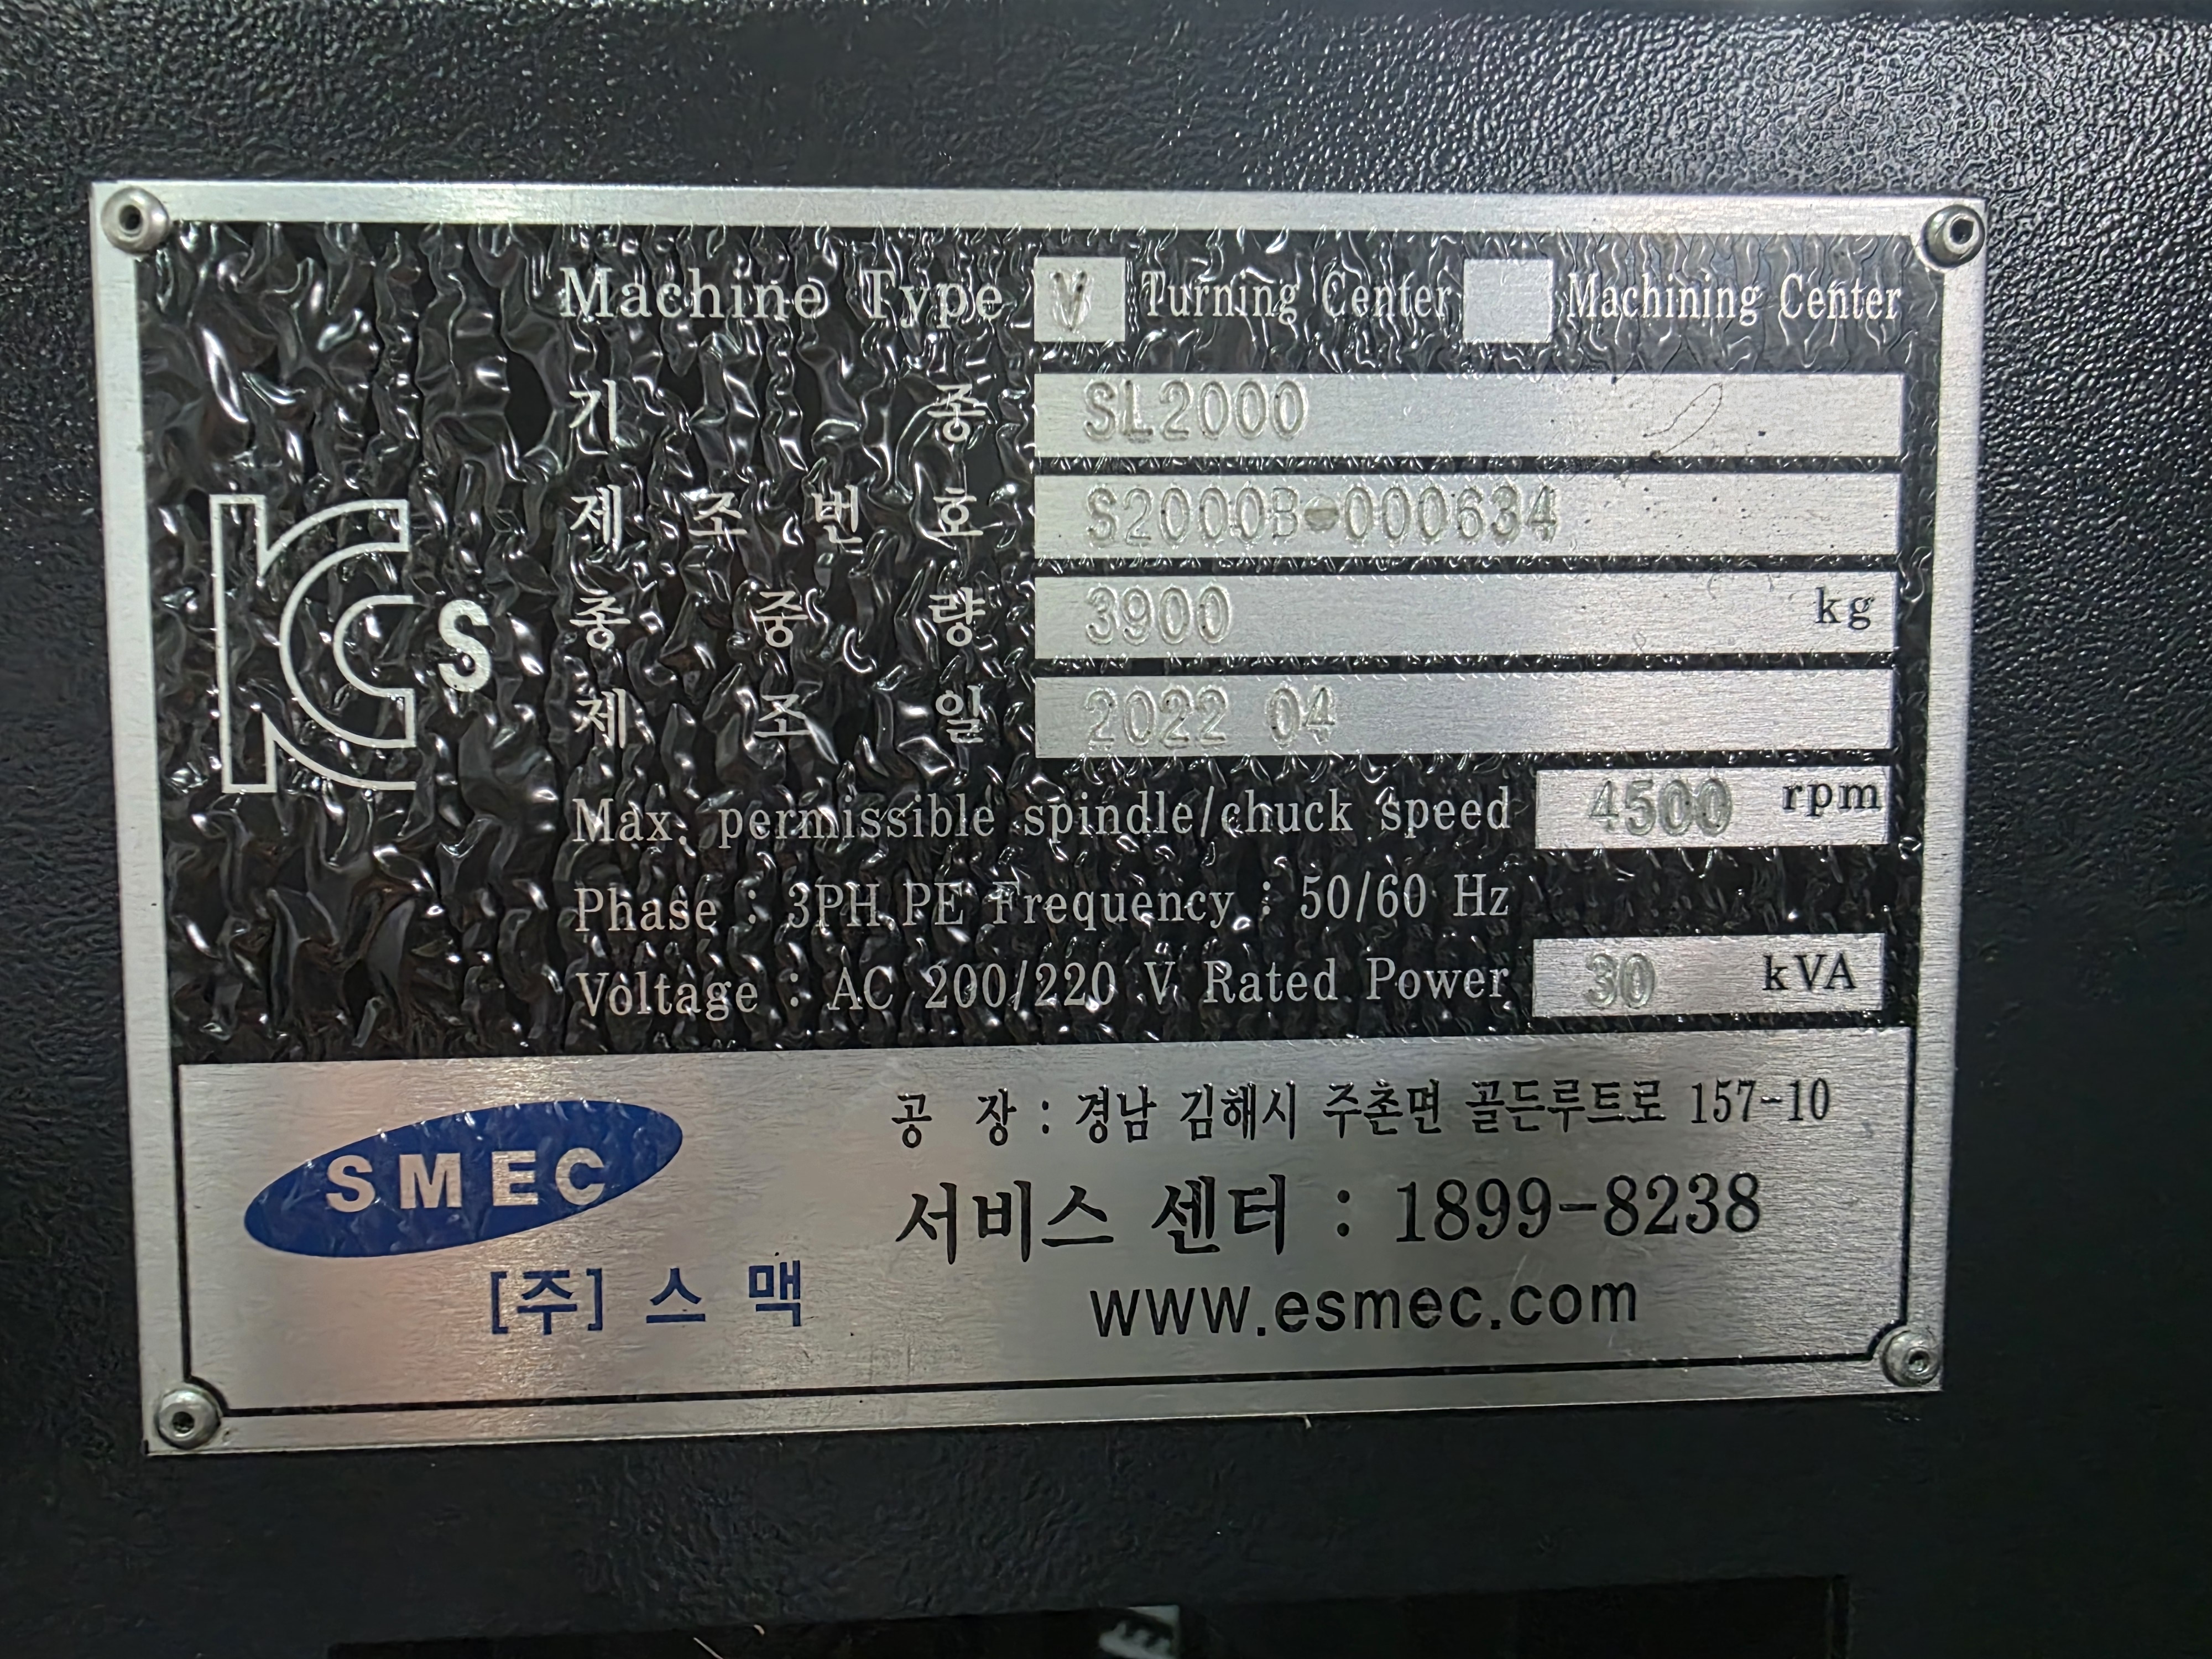 Machine Type V Turning Center Machining Center
기종 SL2000
제조번호 S2000B-000634
총중량 3900 kg
제조일 2022 04
Max. permissible spindle/chuck speed 4500 rpm
Phase : 3PH PE Frequency : 50/60 Hz
Voltage : AC 200/220 V Rated Power 30 kVA
KCs
SMEC
[주] 스맥
공 장 : 경남 김해시 주촌면 골든루트로 157-10
서비스 센터 : 1899-8238
www.esmec.com